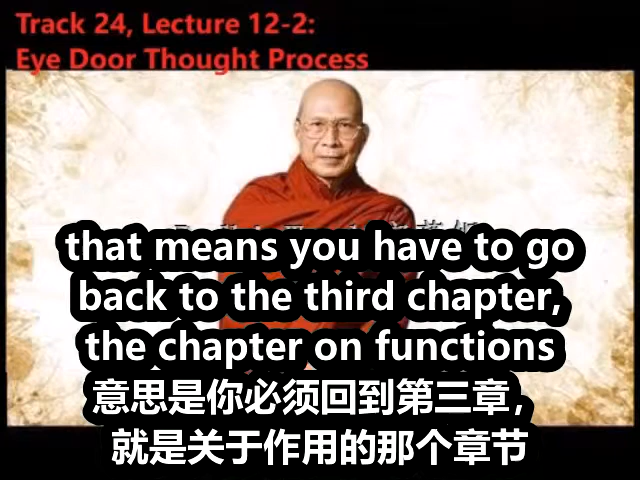 Track 24, Lecture 12-2:
Eye Door Thought Process
that means you have to go
back to the third chapter,
the chapter on functions
意思是你必须回到第三章，
就是关于作用的那个章节